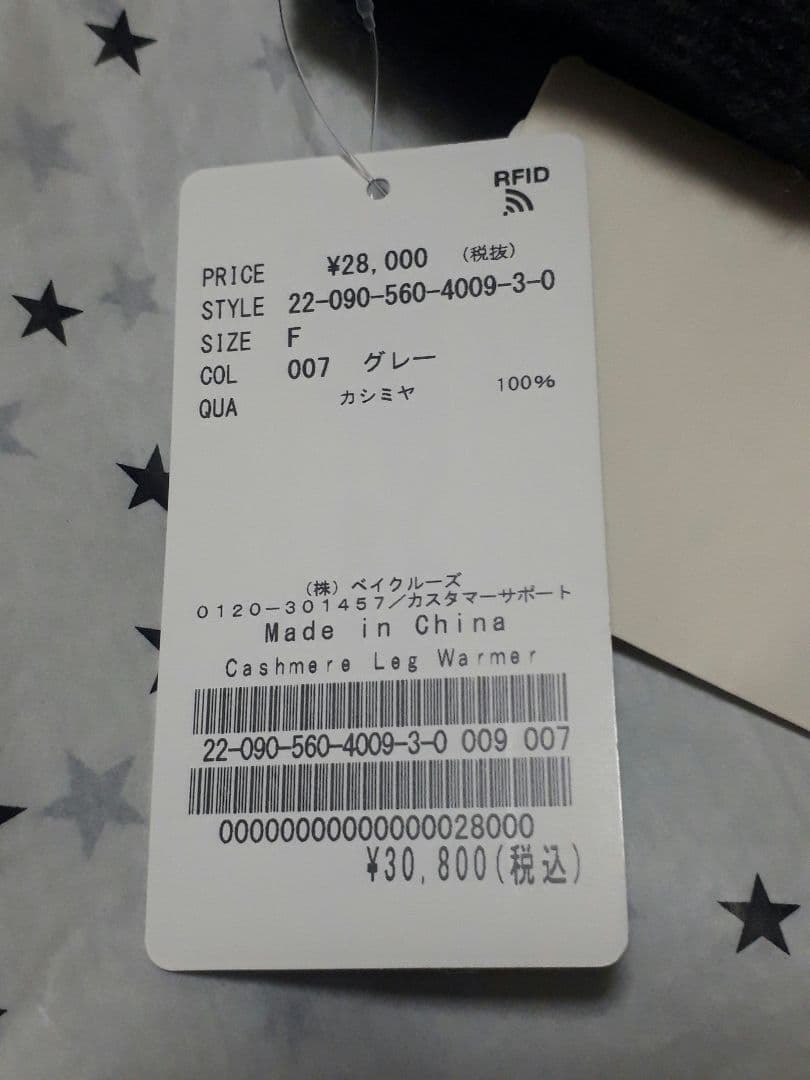 RFID
PRICE ¥28,000 (税抜)
STYLE 22-090-560-4009-3-0
SIZE F
COL 007 グレー
QUA カシミヤ 100%
(株) ベイクルーズ
0120-301457/カスタマーサポート
Made in China
Cashmere Leg Warmer
22-090-560-4009-3-0 009 007
00000000000000028000
¥30,800(税込)